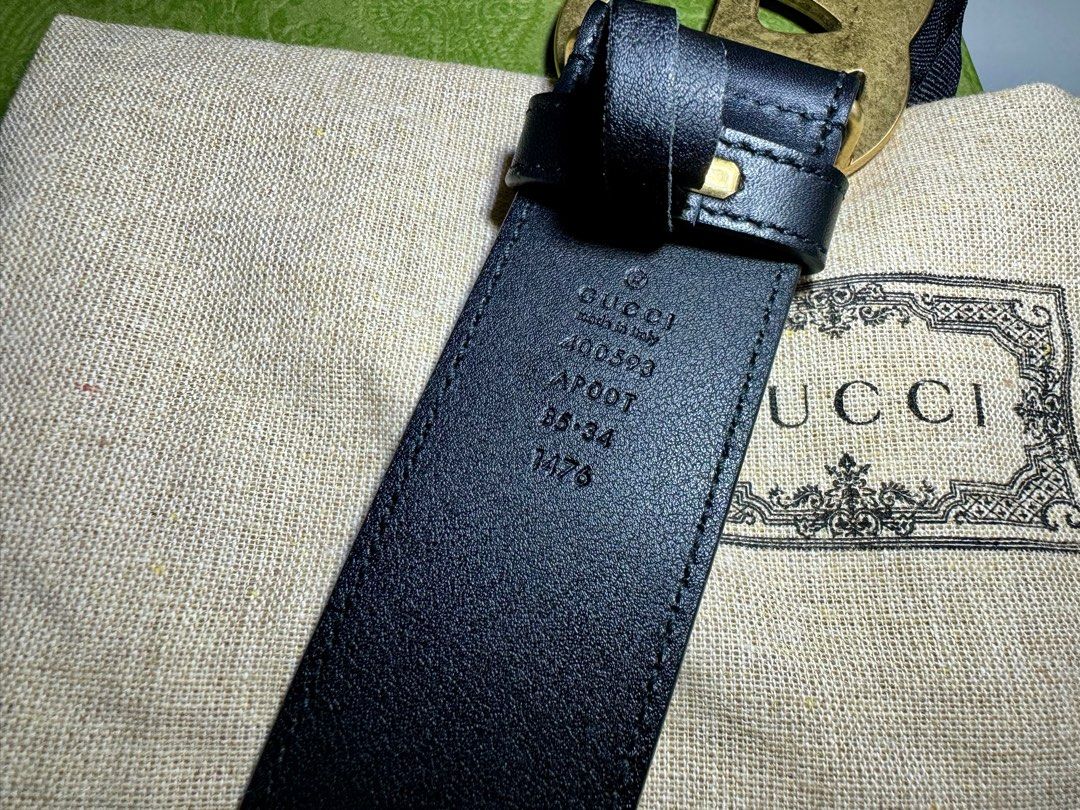 ®
GUCCI
made in Italy
400593
AP00T
85·34
1476
UCCI